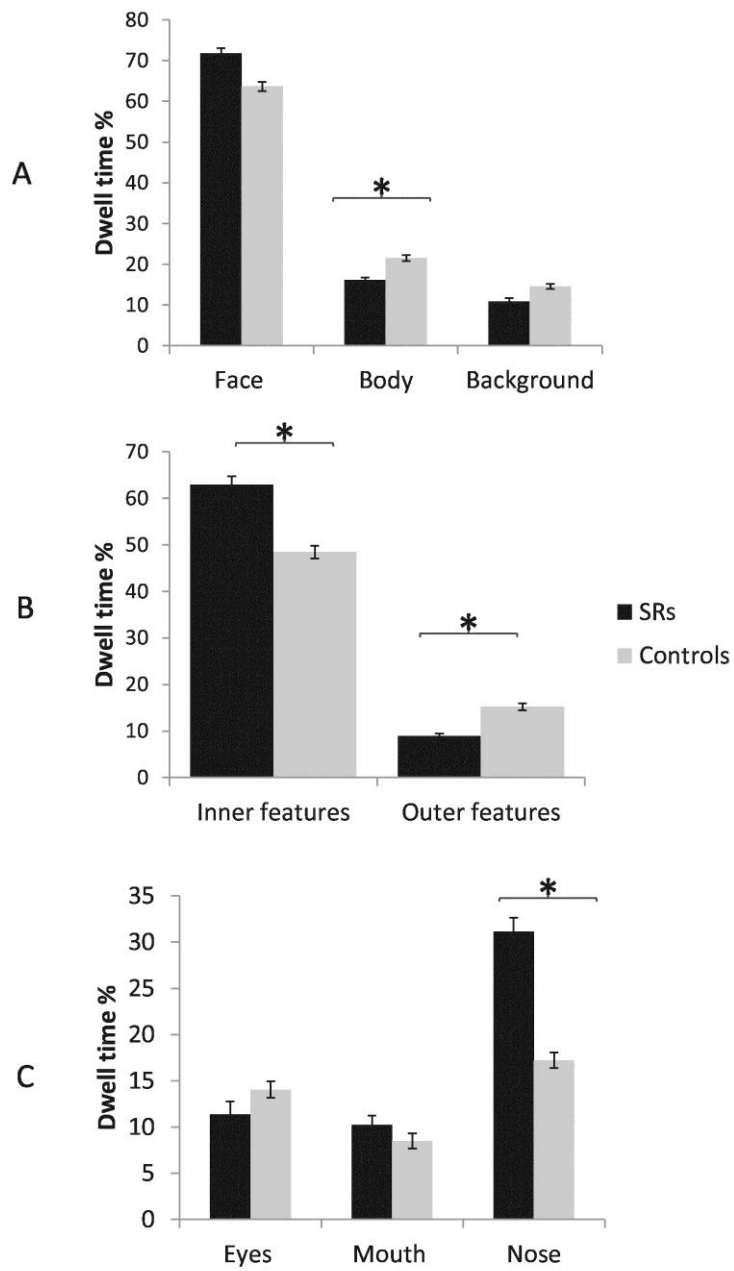 A
Dwell time %
80
70
60
50
40
30
20
10
0
*
Face Body Background
B
Dwell time %
70
60
50
40
30
20
10
0
*
*
Inner features Outer features
SRs
Controls
C
Dwell time %
35
30
25
20
15
10
5
0
*
Eyes Mouth Nose